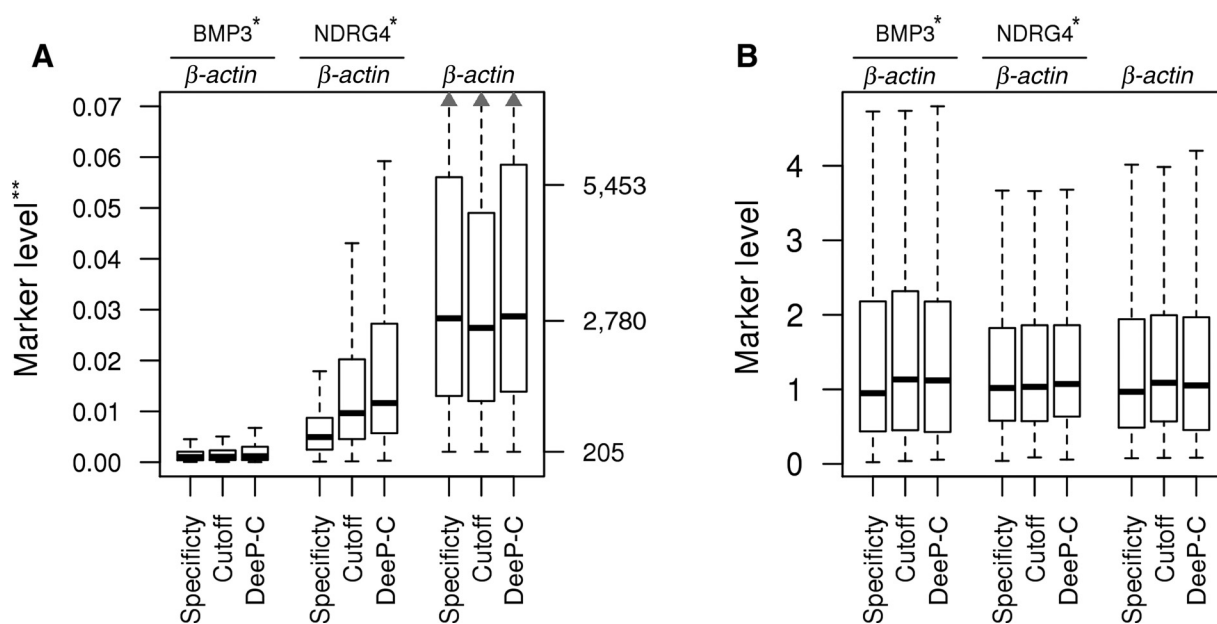 A
BMP3*
β-actin
NDRG4*
β-actin
β-actin
Marker level**
0.07
0.06
0.05
0.04
0.03
0.02
0.01
0.00
5,453
2,780
205
Specificty
Cutoff
DeeP-C
Specificty
Cutoff
DeeP-C
Specificty
Cutoff
DeeP-C
B
BMP3*
β-actin
NDRG4*
β-actin
β-actin
Marker level
4
3
2
1
0
Specificty
Cutoff
DeeP-C
Specificty
Cutoff
DeeP-C
Specificty
Cutoff
DeeP-C